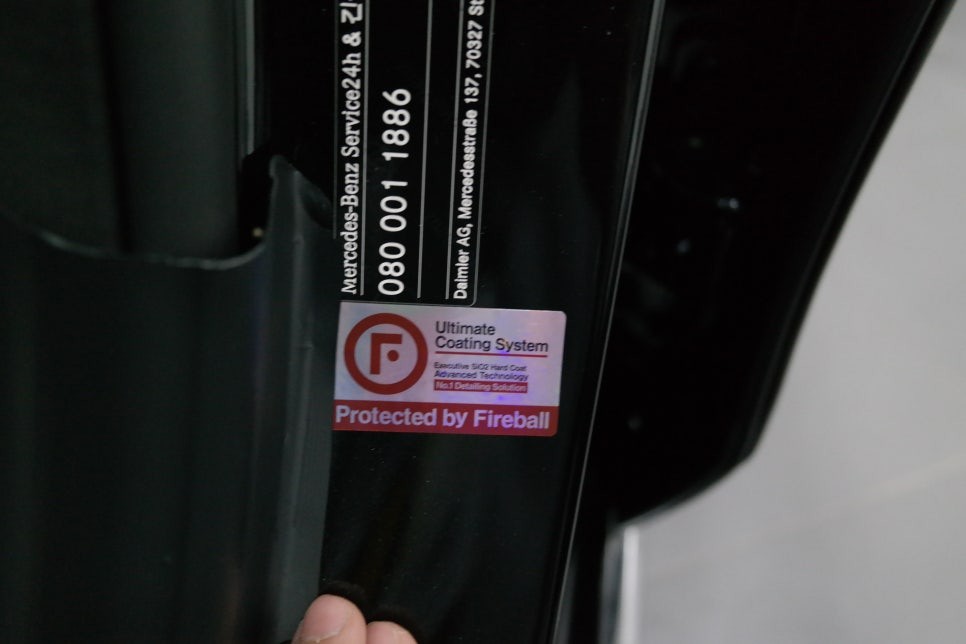 Mercedes-Benz Service24h &
080 001 1886
Daimler AG, Mercedesstraße 137, 70327
F
Ultimate
Coating System
Executive SiO2 Hard Coat
Advanced Technology
No.1 Detailing Solution
Protected by Fireball